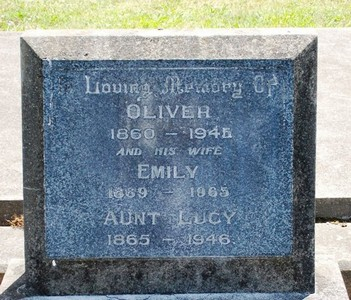 Loving Memory Of
OLIVER
1860 – 1945
AND HIS WIFE
EMILY
1869 – 1965
AUNT LUCY
1865 – 1946